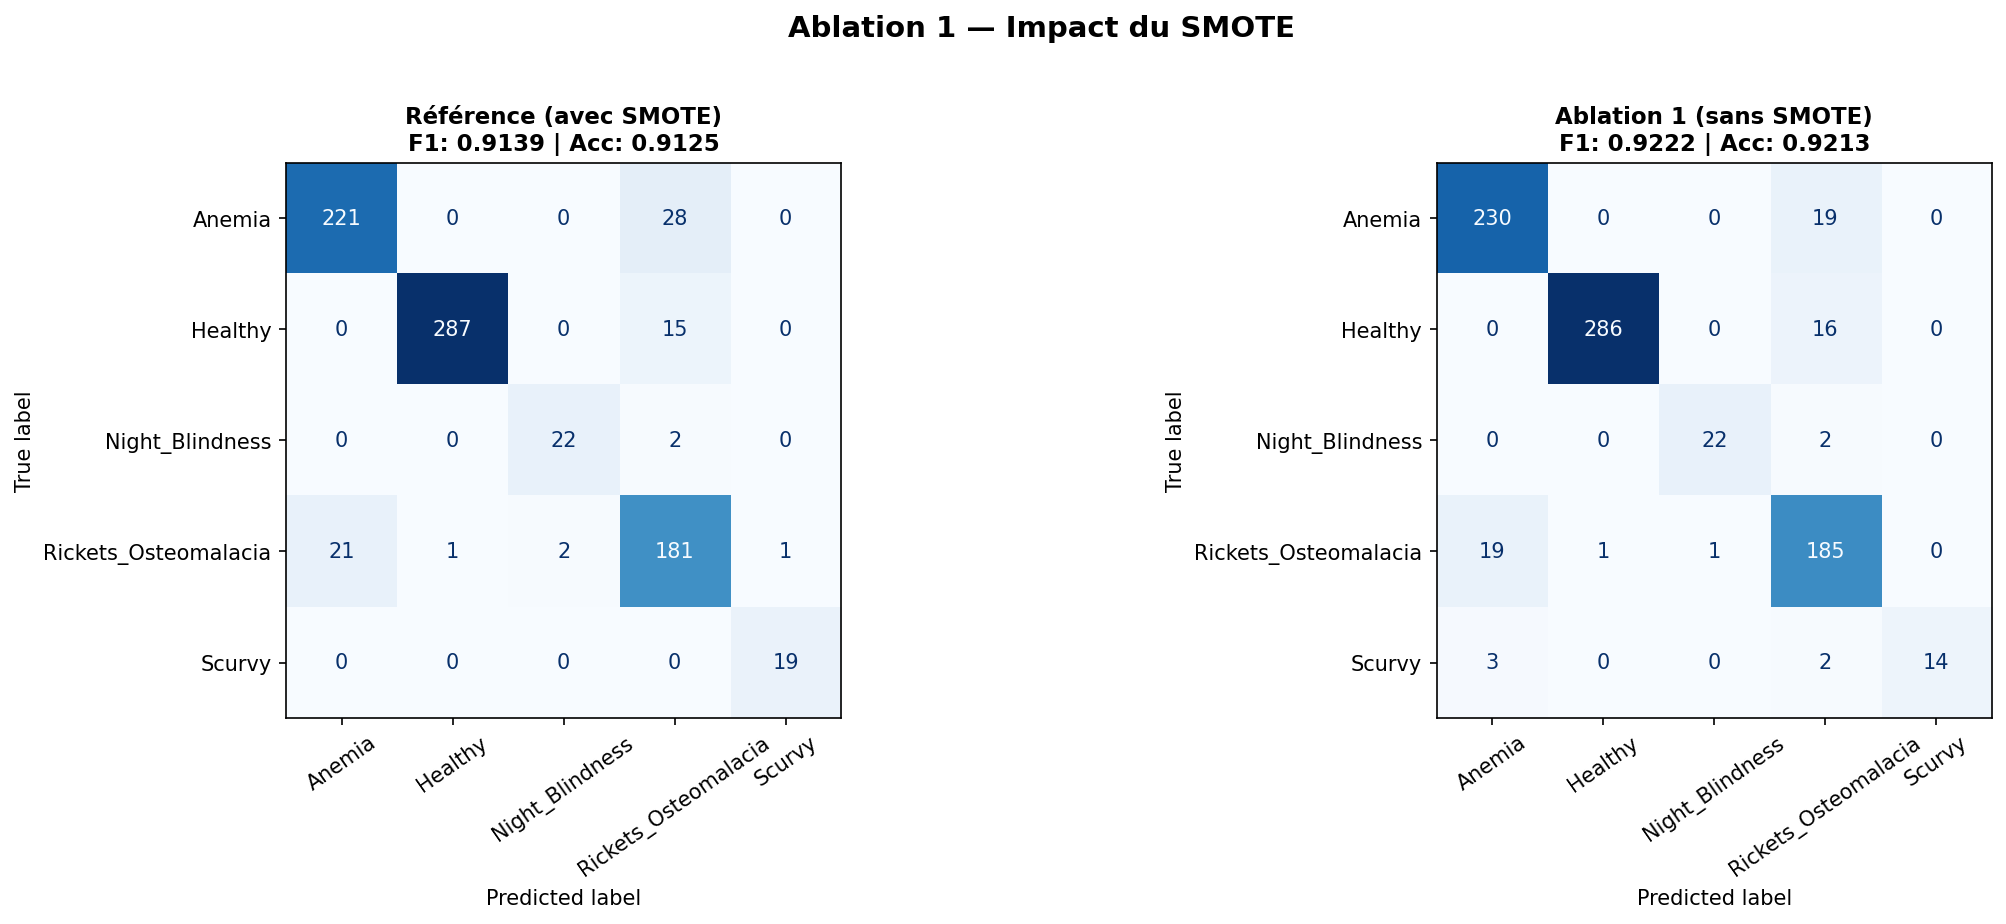 Ablation 1 — Impact du SMOTE
Référence (avec SMOTE)
F1: 0.9139 | Acc: 0.9125
True label
Anemia 221 0 0 28 0
Healthy 0 287 0 15 0
Night_Blindness 0 0 22 2 0
Rickets_Osteomalacia 21 1 2 181 1
Scurvy 0 0 0 0 19
Anemia Healthy Night_Blindness Rickets_Osteomalacia Scurvy
Predicted label
Ablation 1 (sans SMOTE)
F1: 0.9222 | Acc: 0.9213
True label
Anemia 230 0 0 19 0
Healthy 0 286 0 16 0
Night_Blindness 0 0 22 2 0
Rickets_Osteomalacia 19 1 1 185 0
Scurvy 3 0 0 2 14
Anemia Healthy Night_Blindness Rickets_Osteomalacia Scurvy
Predicted label